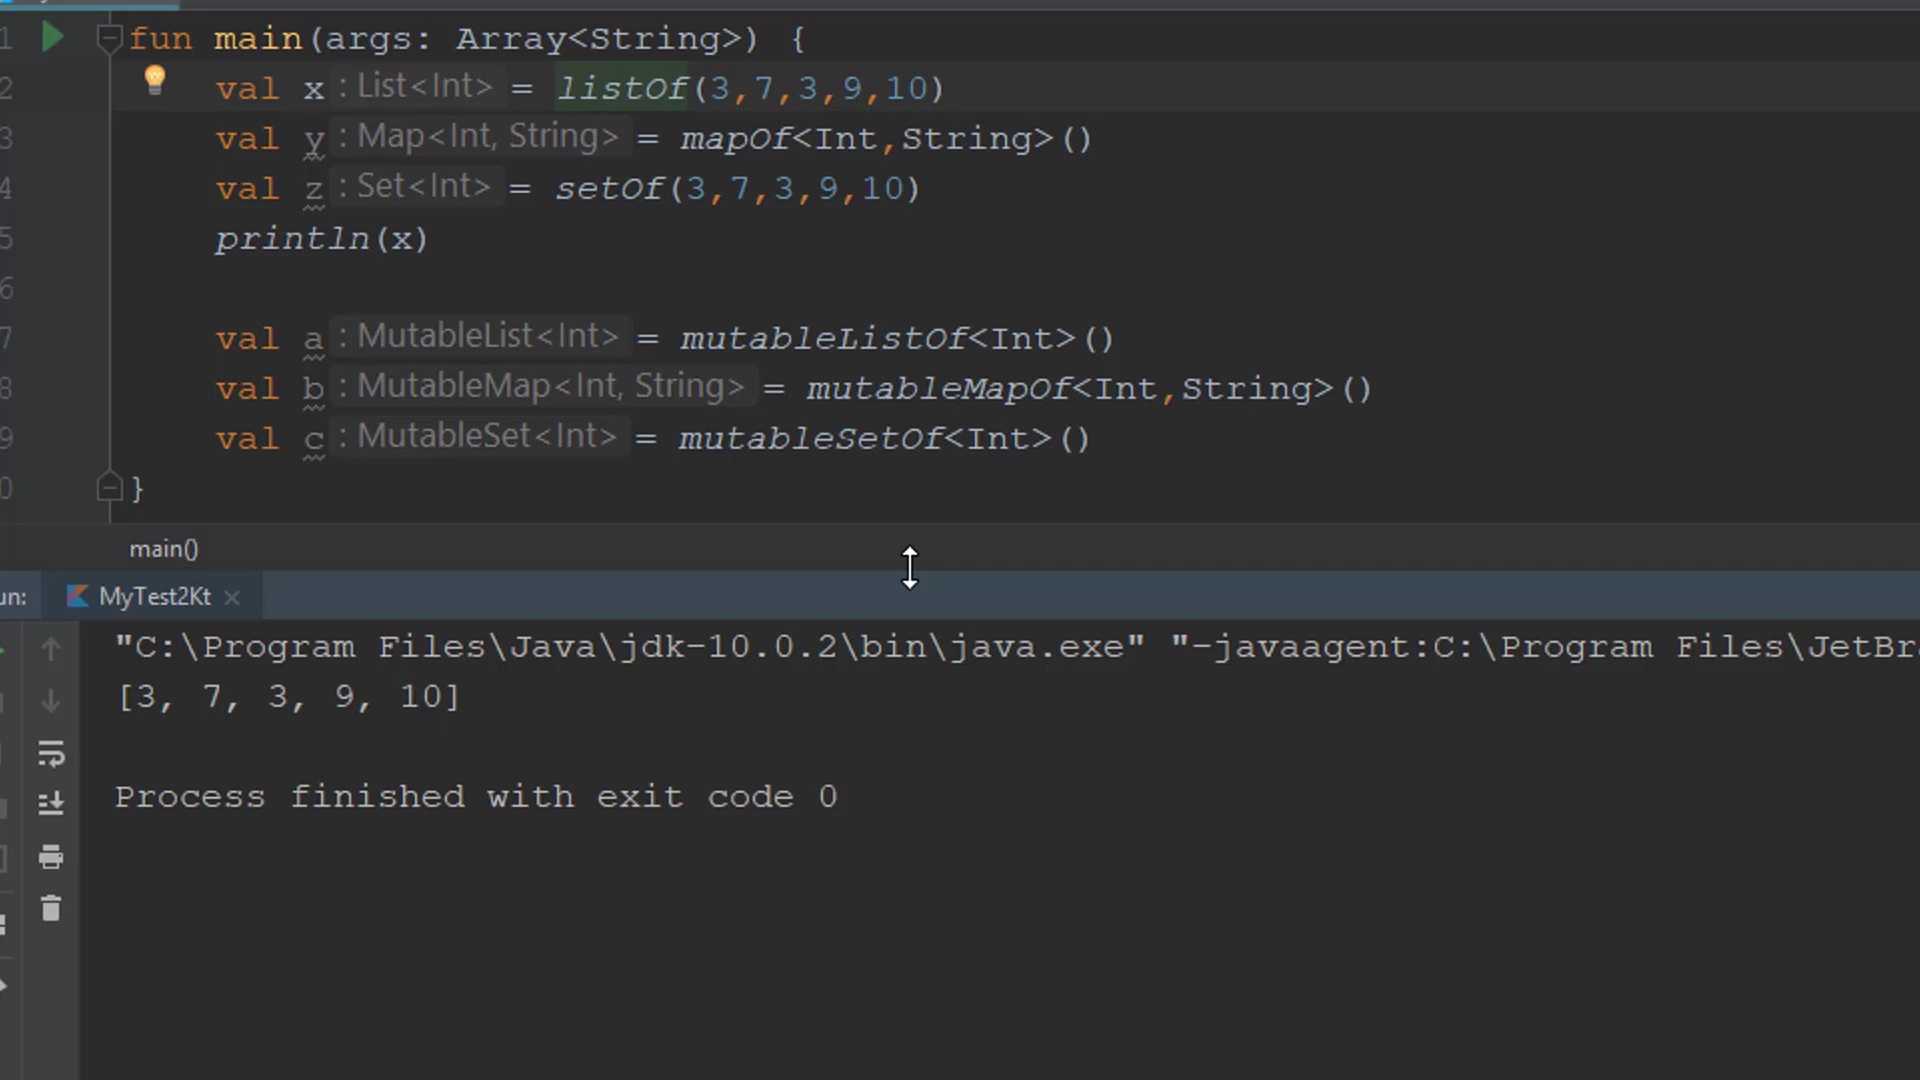 1 fun main(args: Array<String>) {
2 val x : List<Int> = listOf(3,7,3,9,10)
3 val y : Map<Int, String> = mapOf<Int,String>()
4 val z : Set<Int> = setOf(3,7,3,9,10)
5 println(x)
6
7 val a : MutableList<Int> = mutableListOf<Int>()
8 val b : MutableMap<Int, String> = mutableMapOf<Int,String>()
9 val c : MutableSet<Int> = mutableSetOf<Int>()
0 }
main()
un: MyTest2Kt
"C:\Program Files\Java\jdk-10.0.2\bin\java.exe" "-javaagent:C:\Program Files\JetBr
[3, 7, 3, 9, 10]
Process finished with exit code 0